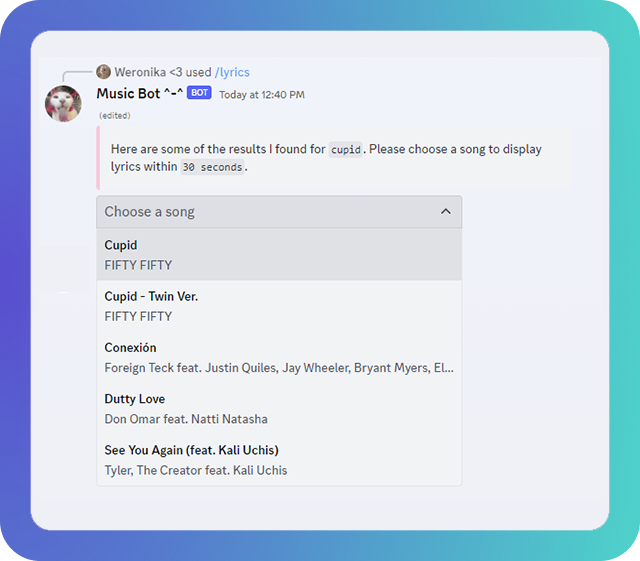 Weronika <3 used /lyrics
Music Bot ^-^ BOT Today at 12:40 PM
(edited)
Here are some of the results I found for cupid. Please choose a song to display
lyrics within 30 seconds.
Choose a song
Cupid
FIFTY FIFTY
Cupid - Twin Ver.
FIFTY FIFTY
Conexión
Foreign Teck feat. Justin Quiles, Jay Wheeler, Bryant Myers, El...
Dutty Love
Don Omar feat. Natti Natasha
See You Again (feat. Kali Uchis)
Tyler, The Creator feat. Kali Uchis